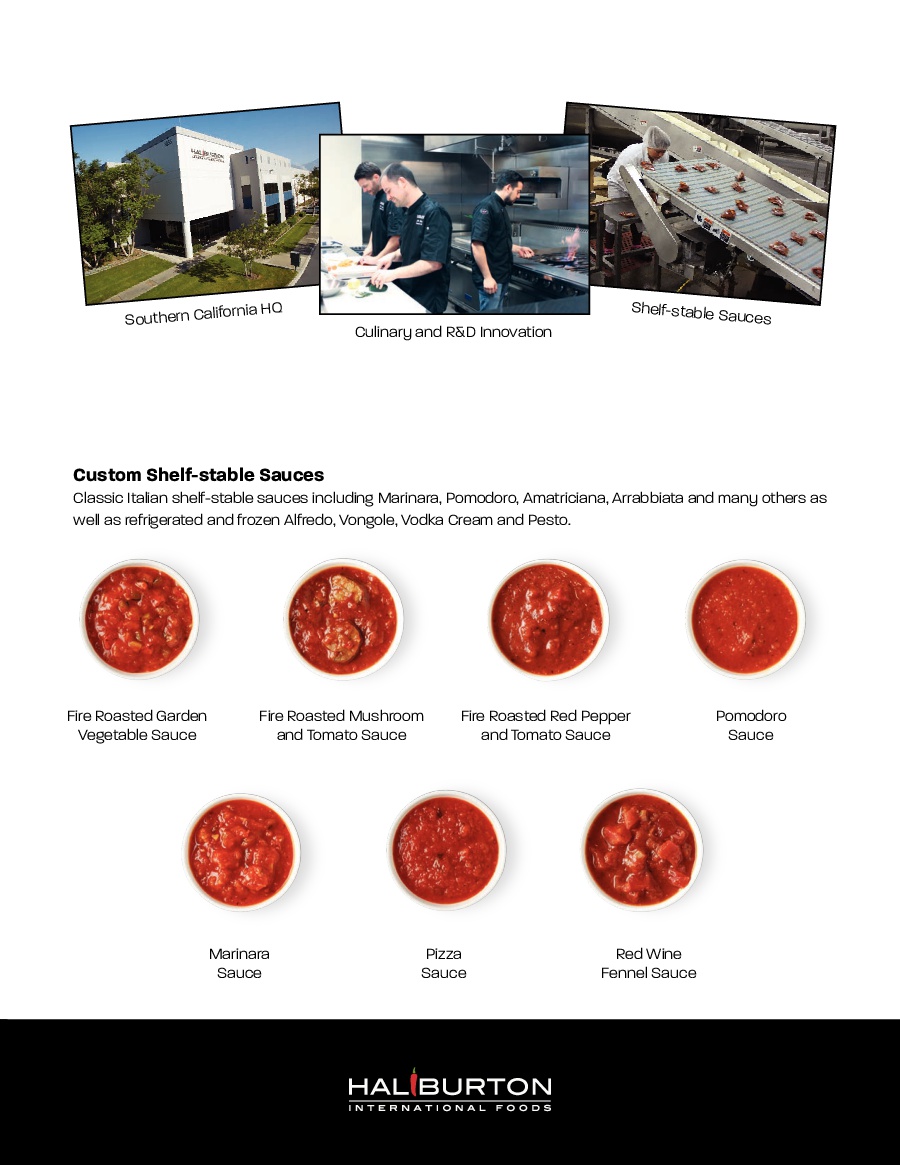 HALIBURTON
Southern California HQ
Culinary and R&D Innovation
Shelf-stable Sauces
Custom Shelf-stable Sauces
Classic Italian shelf-stable sauces including Marinara, Pomodoro, Amatriciana, Arrabbiata and many others as
well as refrigerated and frozen Alfredo, Vongole, Vodka Cream and Pesto.
Fire Roasted Garden
Vegetable Sauce
Fire Roasted Mushroom
and Tomato Sauce
Fire Roasted Red Pepper
and Tomato Sauce
Pomodoro
Sauce
Marinara
Sauce
Pizza
Sauce
Red Wine
Fennel Sauce
HALIBURTON
INTERNATIONAL FOODS